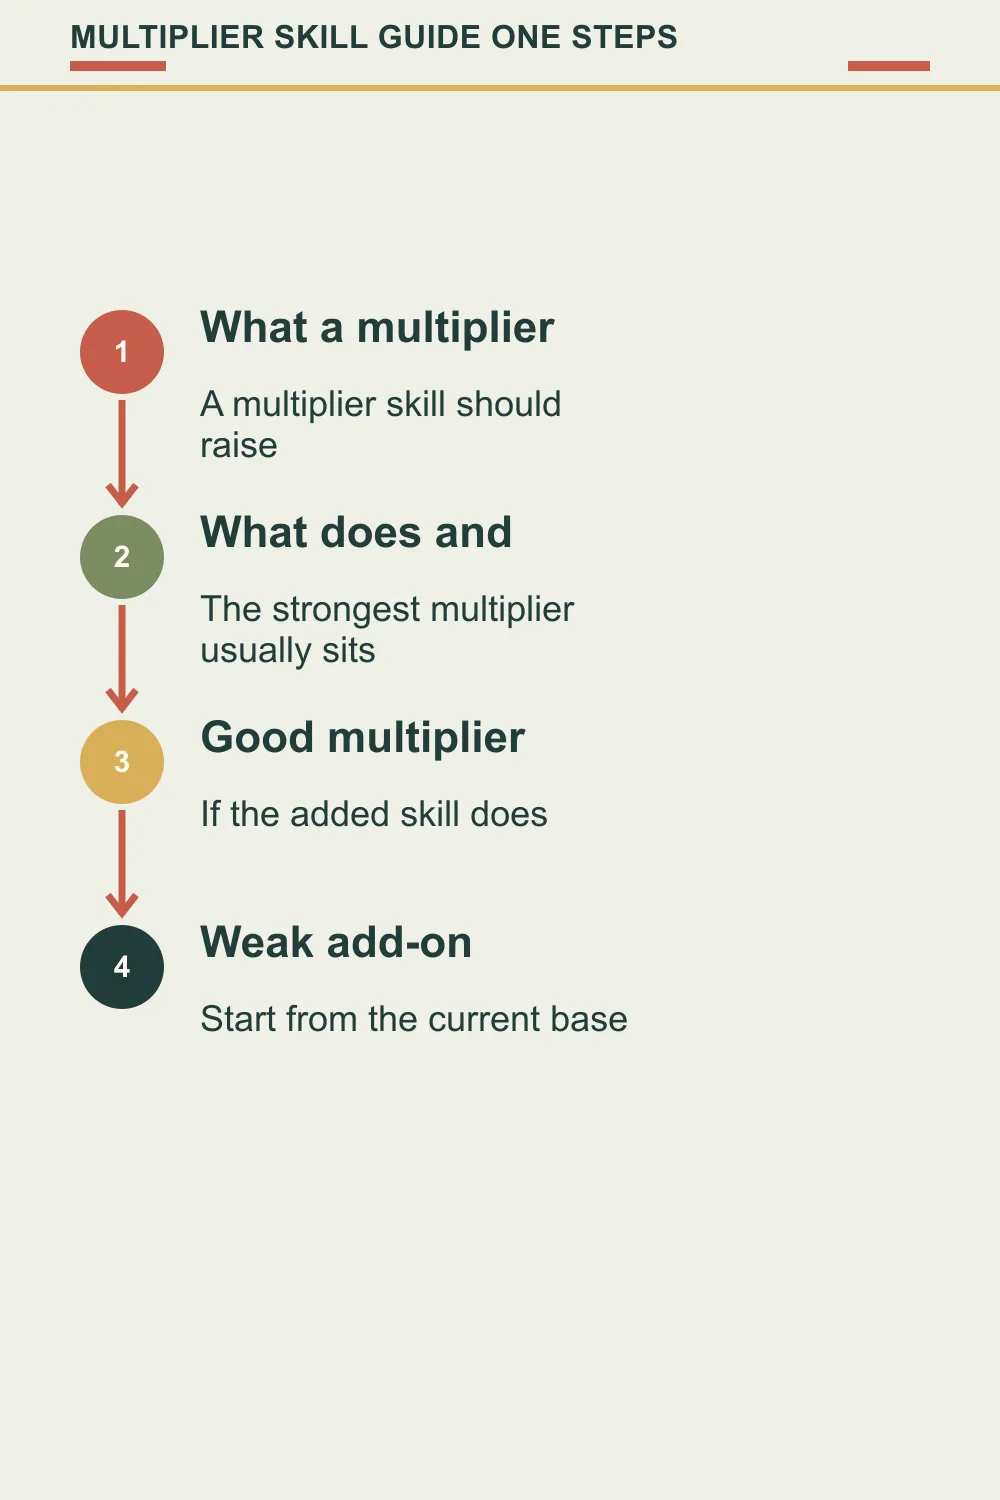 MULTIPLIER SKILL GUIDE ONE STEPS
1
What a multiplier
A multiplier skill should
raise
2
What does and
The strongest multiplier
usually sits
3
Good multiplier
If the added skill does
4
Weak add-on
Start from the current base